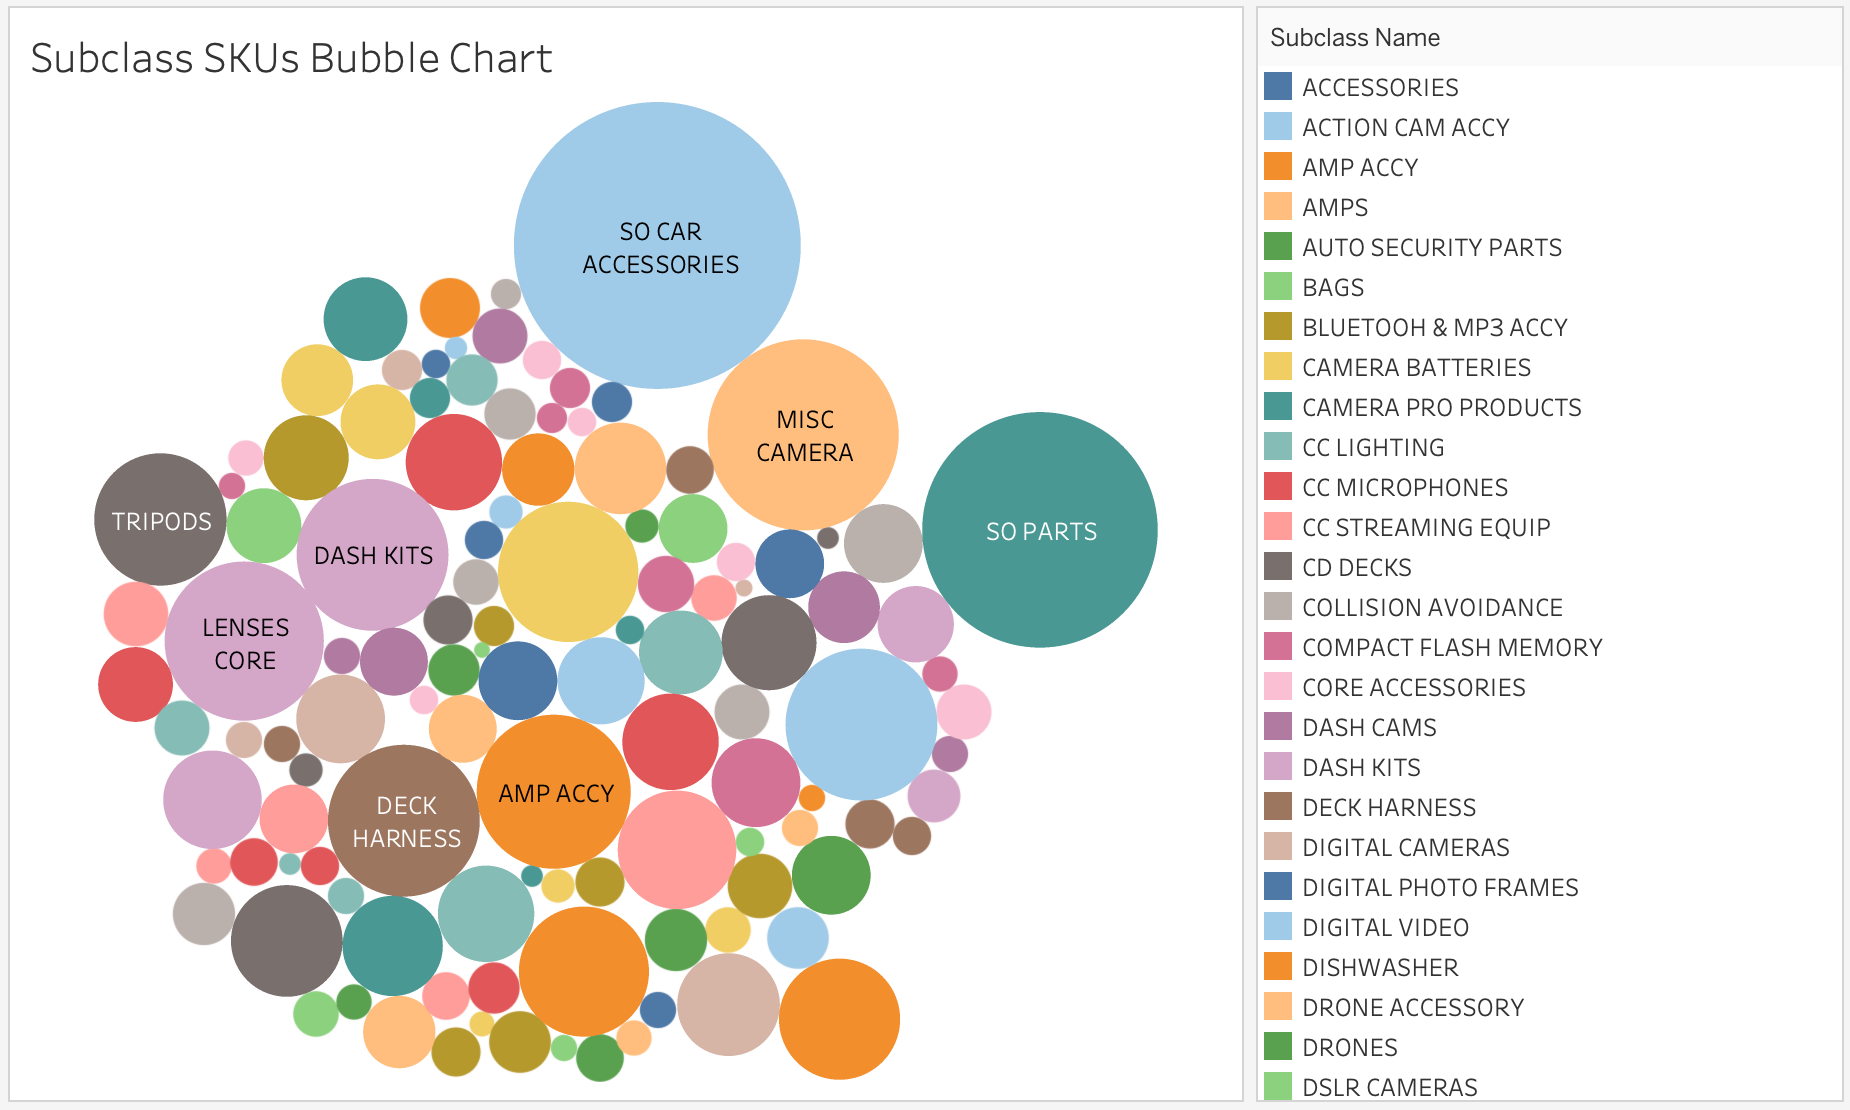 Subclass SKUs Bubble Chart
SO CAR
ACCESSORIES
MISC
CAMERA
SO PARTS
TRIPODS
DASH KITS
LENSES
CORE
DECK
HARNESS
AMP ACCY
Subclass Name
ACCESSORIES
ACTION CAM ACCY
AMP ACCY
AMPS
AUTO SECURITY PARTS
BAGS
BLUETOOH & MP3 ACCY
CAMERA BATTERIES
CAMERA PRO PRODUCTS
CC LIGHTING
CC MICROPHONES
CC STREAMING EQUIP
CD DECKS
COLLISION AVOIDANCE
COMPACT FLASH MEMORY
CORE ACCESSORIES
DASH CAMS
DASH KITS
DECK HARNESS
DIGITAL CAMERAS
DIGITAL PHOTO FRAMES
DIGITAL VIDEO
DISHWASHER
DRONE ACCESSORY
DRONES
DSLR CAMERAS